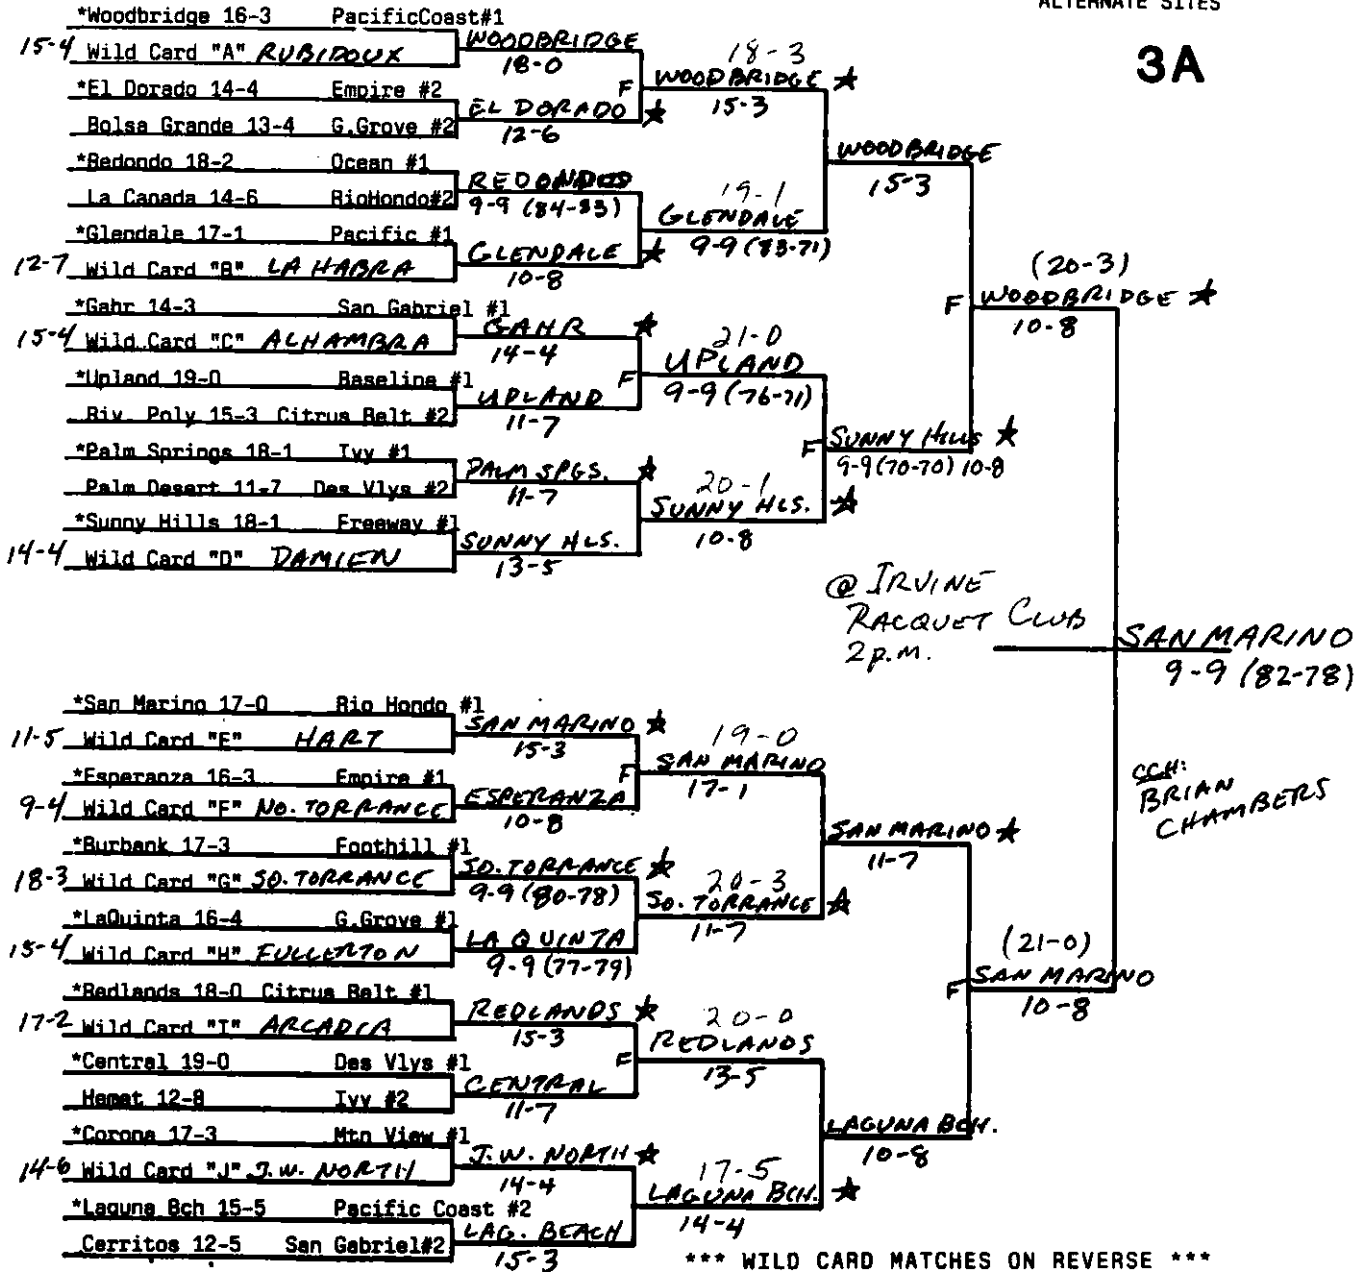 ALTERNATE SITES
3A
*Woodbridge 16-3 PacificCoast#1
15-4 Wild Card "A" RUBIDOUX
WOODBRIDGE
18-0
*El Dorado 14-4 Empire #2
Bolsa Grande 13-4 G.Grove #2
EL DORADO ★
12-6
F
18-3
WOODBRIDGE ★
15-3
*Redondo 18-2 Ocean #1
La Canada 14-6 RioHondo#2
REDONDO
9-9 (84-83)
*Glendale 17-1 Pacific #1
12-7 Wild Card "B" LA HABRA
GLENDALE ★
10-8
19-1
GLENDALE
9-9 (83-71)
WOODBRIDGE
15-3
*Gahr 14-3 San Gabriel #1
15-4 Wild Card "C" ALHAMBRA
GAHR ★
14-4
*Upland 19-0 Baseline #1
Riv. Poly 15-3 Citrus Belt #2
UPLAND
11-7
F
21-0
UPLAND
9-9 (76-71)
*Palm Springs 18-1 Ivy #1
Palm Desert 11-7 Des Vlys #2
PALM SPGS. ★
11-7
*Sunny Hills 18-1 Freeway #1
14-4 Wild Card "D" DAMIEN
SUNNY HLS.
13-5
20-1
SUNNY HLS. ★
10-8
F SUNNY HILLS ★
9-9 (70-70) 10-8
(20-3)
F WOODBRIDGE ★
10-8
@ IRVINE
RACQUET CLUB
2 p.m.
SAN MARINO
9-9 (82-78)
CCH:
BRIAN
CHAMBERS
*San Marino 17-0 Rio Hondo #1
11-5 Wild Card "E" HART
SAN MARINO ★
15-3
*Esperanza 16-3 Empire #1
9-4 Wild Card "F" NO. TORRANCE
ESPERANZA
10-8
F
19-0
SAN MARINO
17-1
*Burbank 17-3 Foothill #1
18-3 Wild Card "G" SO. TORRANCE
SO. TORRANCE ★
9-9 (80-78)
*LaQuinta 16-4 G.Grove #1
15-4 Wild Card "H" FULLERTON
LA QUINTA
9-9 (77-79)
20-3
SO. TORRANCE ★
11-7
SAN MARINO ★
11-7
*Redlands 18-0 Citrus Belt #1
17-2 Wild Card "I" ARCADIA
REDLANDS ★
15-3
*Central 19-0 Des Vlys #1
Hemet 12-8 Ivy #2
CENTRAL
11-7
F
20-0
REDLANDS
13-5
*Corona 17-3 Mtn View #1
14-6 Wild Card "J" J.W. NORTH
J.W. NORTH ★
14-4
*Laguna Bch 15-5 Pacific Coast #2
Cerritos 12-5 San Gabriel#2
LAG. BEACH
15-3
17-5
LAGUNA BCH. ★
14-4
LAGUNA BCH.
10-8
(21-0)
F SAN MARINO
10-8
*** WILD CARD MATCHES ON REVERSE ***